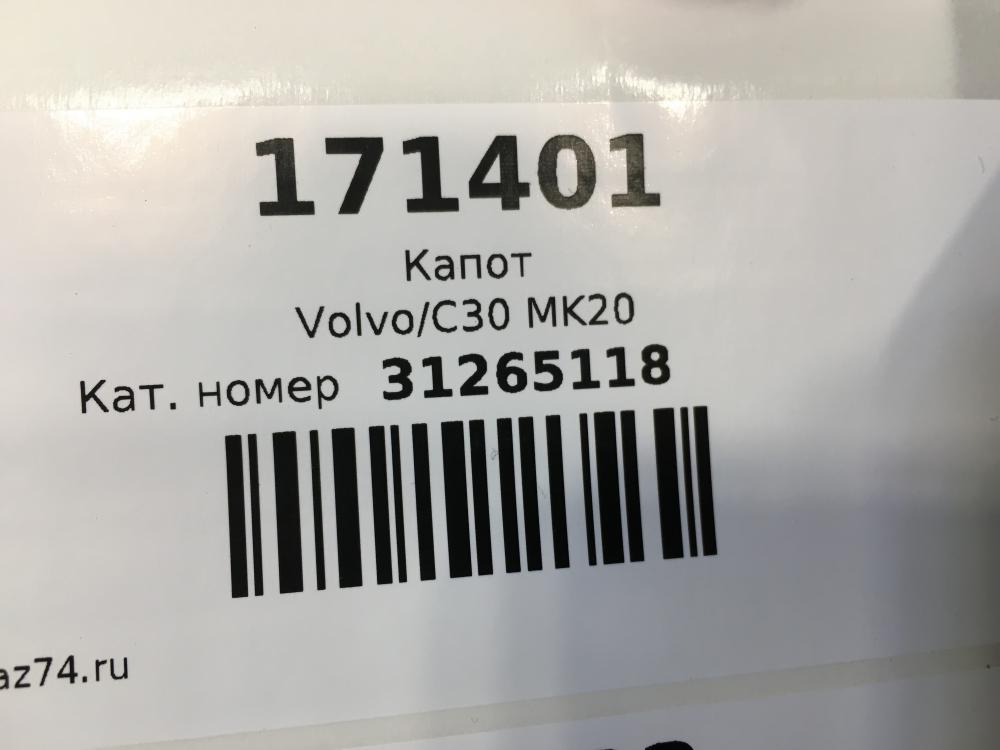 171401
Капот
Volvo/C30 MK20
Кат. номер 31265118
az74.ru